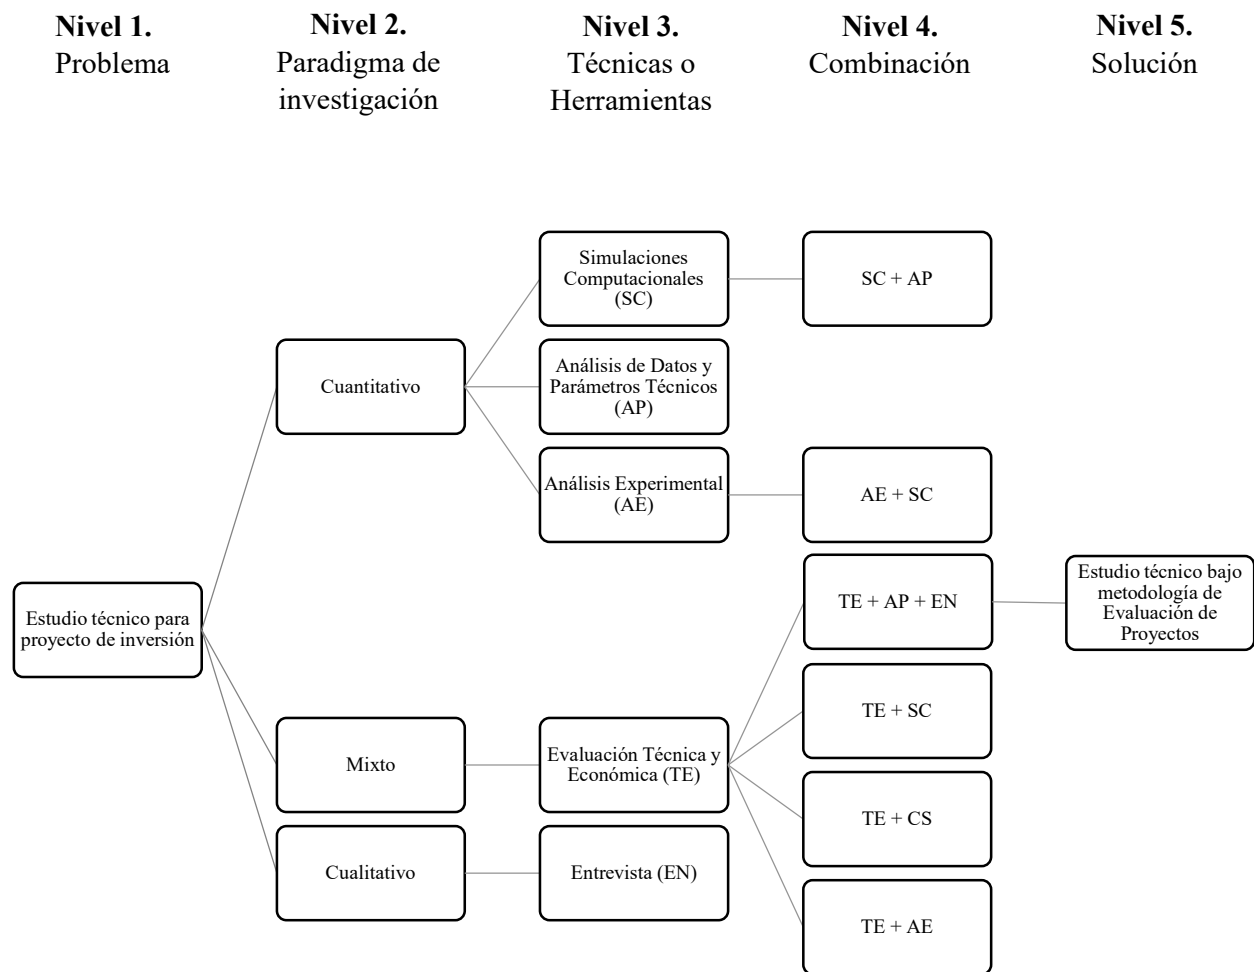 Nivel 1.
Problema
Nivel 2.
Paradigma de
investigación
Nivel 3.
Técnicas o
Herramientas
Nivel 4.
Combinación
Nivel 5.
Solución
Estudio técnico para
proyecto de inversión
Cuantitativo
Mixto
Cualitativo
Simulaciones
Computacionales
(SC)
Análisis de Datos y
Parámetros Técnicos
(AP)
Análisis Experimental
(AE)
Evaluación Técnica y
Económica (TE)
Entrevista (EN)
SC + AP
AE + SC
TE + AP + EN
TE + SC
TE + CS
TE + AE
Estudio técnico bajo
metodología de
Evaluación de
Proyectos